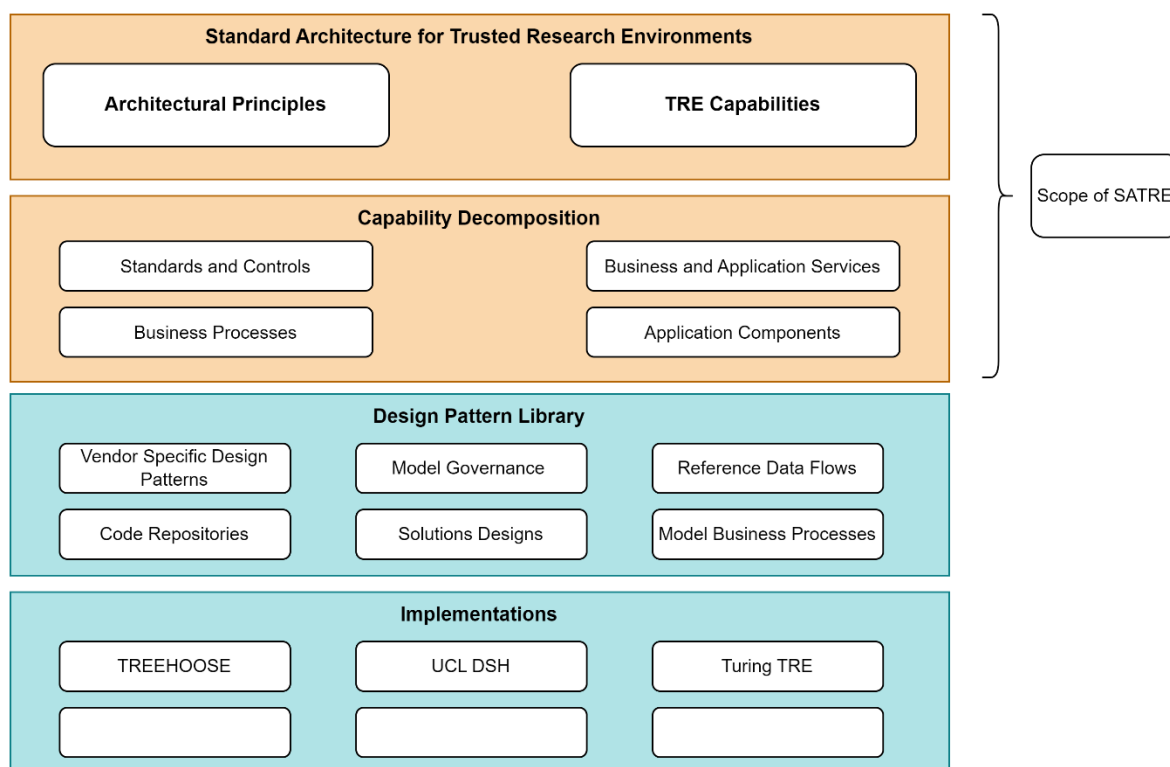 Standard Architecture for Trusted Research Environments
Architectural Principles
TRE Capabilities
Scope of SATRE
Capability Decomposition
Standards and Controls
Business and Application Services
Business Processes
Application Components
Design Pattern Library
Vendor Specific Design
Patterns
Model Governance
Reference Data Flows
Code Repositories
Solutions Designs
Model Business Processes
Implementations
TREEHOOSE
UCL DSH
Turing TRE